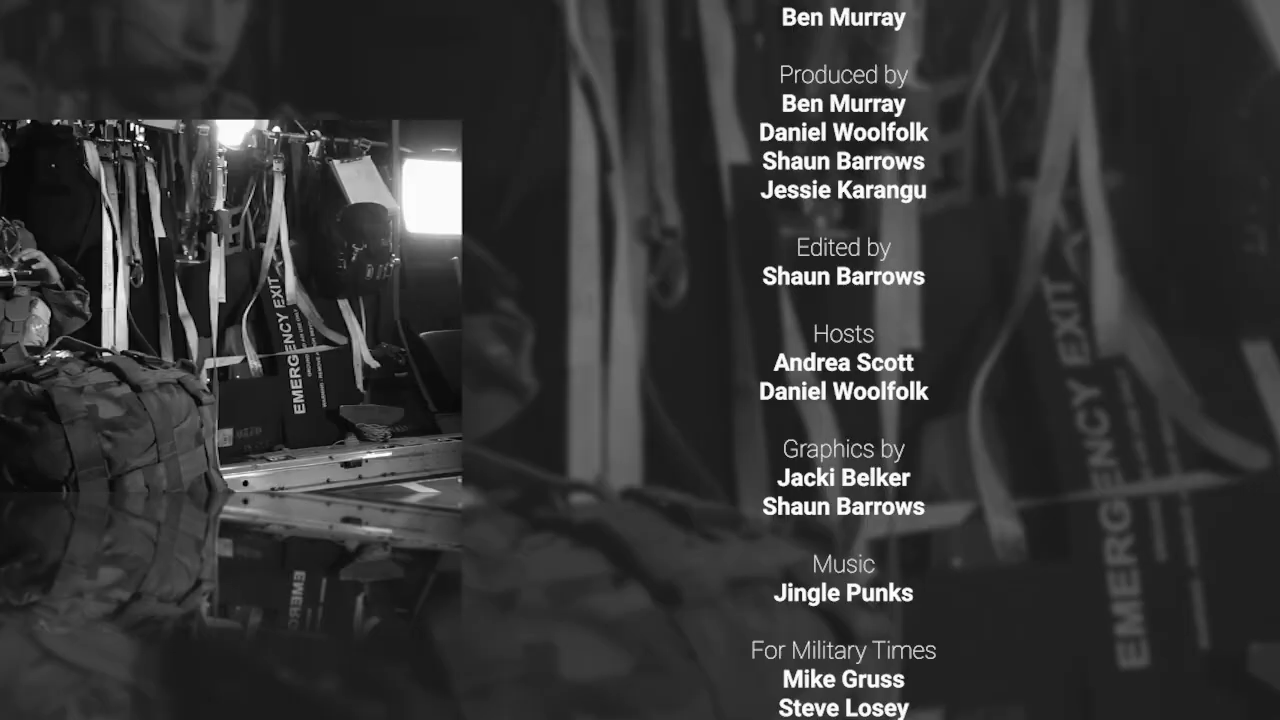 Ben Murray
Produced by
Ben Murray
Daniel Woolfolk
Shaun Barrows
Jessie Karangu
Edited by
Shaun Barrows
Hosts
Andrea Scott
Daniel Woolfolk
Graphics by
Jacki Belker
Shaun Barrows
Music
Jingle Punks
For Military Times
Mike Gruss
Steve Losey
EMERGENCY EXIT
EMERGENCY EXIT